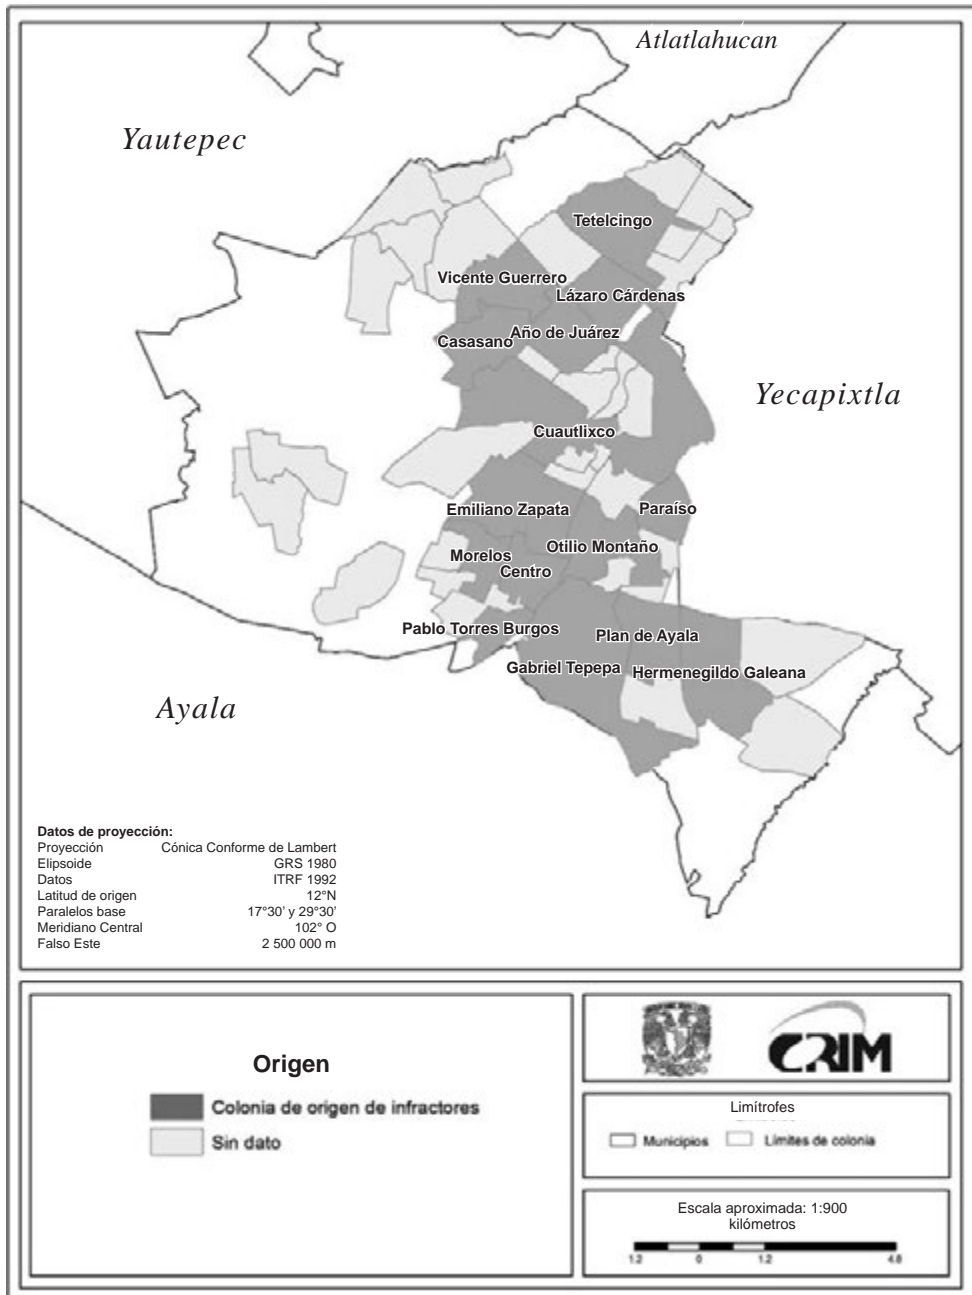 Atlatlahucan
Yautepec
Tetelcingo
Vicente Guerrero
Lázaro Cárdenas
Año de Juárez
Casasano
Yecapixtla
Cuautlixco
Emiliano Zapata
Paraíso
Otilio Montaño
Morelos
Centro
Pablo Torres Burgos
Plan de Ayala
Gabriel Tepepa
Hermenegildo Galeana
Ayala
Datos de proyección:
Proyección Cónica Conforme de Lambert
Elipsoide GRS 1980
Datos ITRF 1992
Latitud de origen 12°N
Paralelos base 17°30' y 29°30'
Meridiano Central 102° O
Falso Este 2 500 000 m
Origen
Colonia de origen de infractores
Sin dato
CRIM
Limítrofes
Municipios Límites de colonia
Escala aproximada: 1:900
kilómetros
1.2 0 1.2 4.8